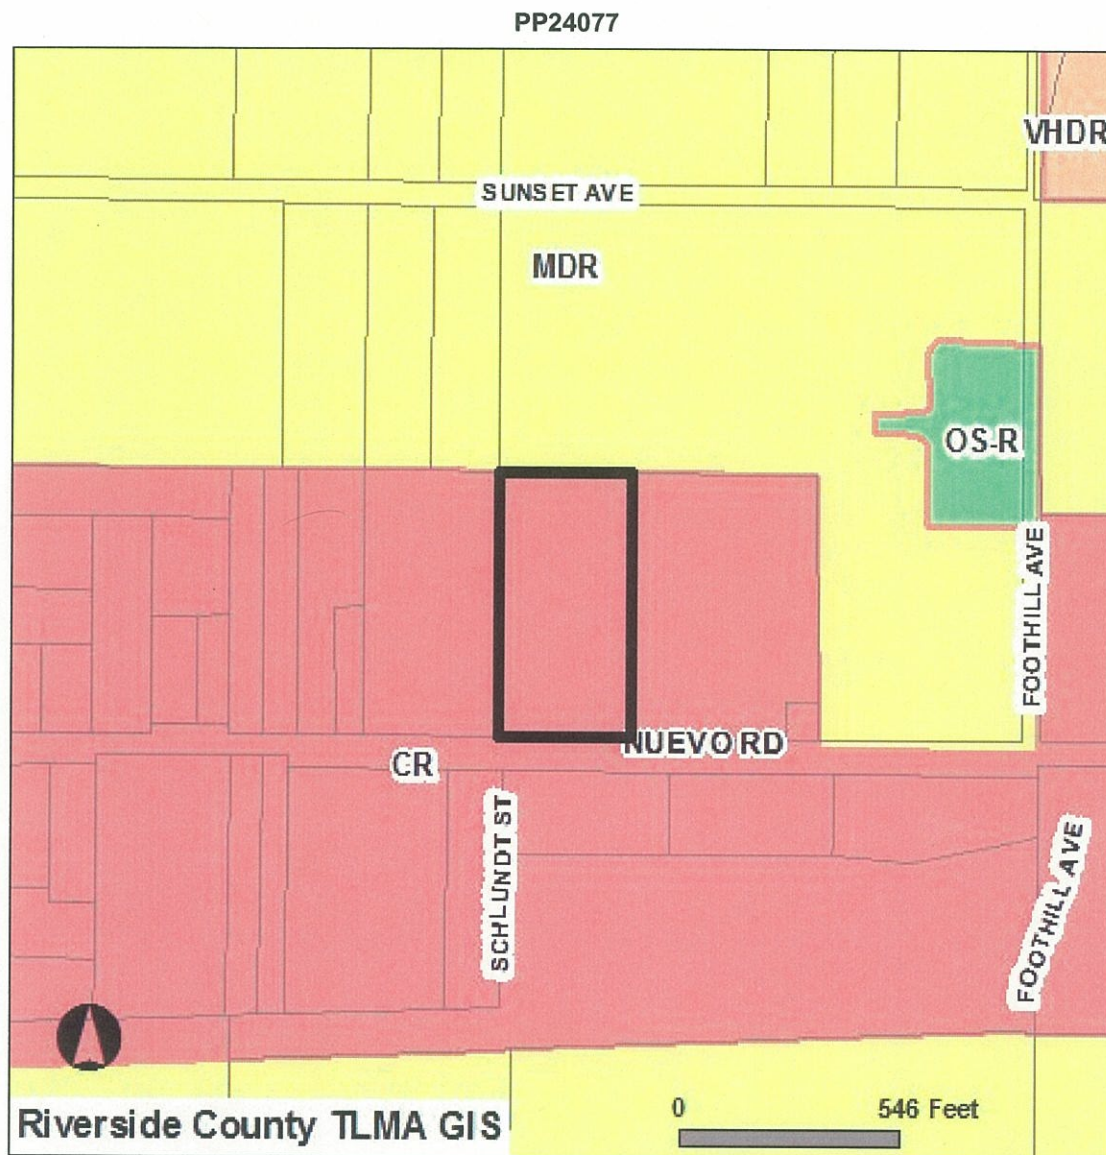 PP24077
VHDR
SUNSET AVE
MDR
OS-R
FOOTHILL AVE
NUEVO RD
CR
SCHLUNDT ST
FOOTHILL AVE
0 546 Feet
Riverside County TLMA GIS